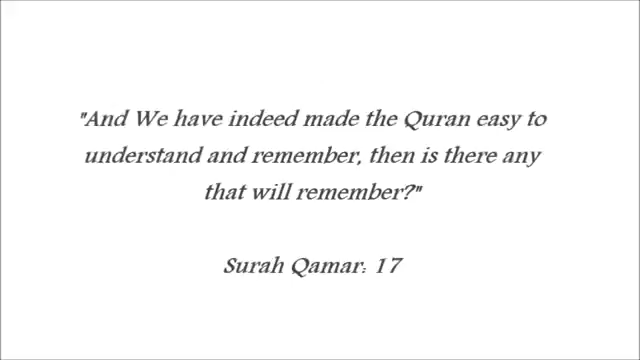 "And We have indeed made the Quran easy to
understand and remember, then is there any
that will remember?"
Surah Qamar: 17